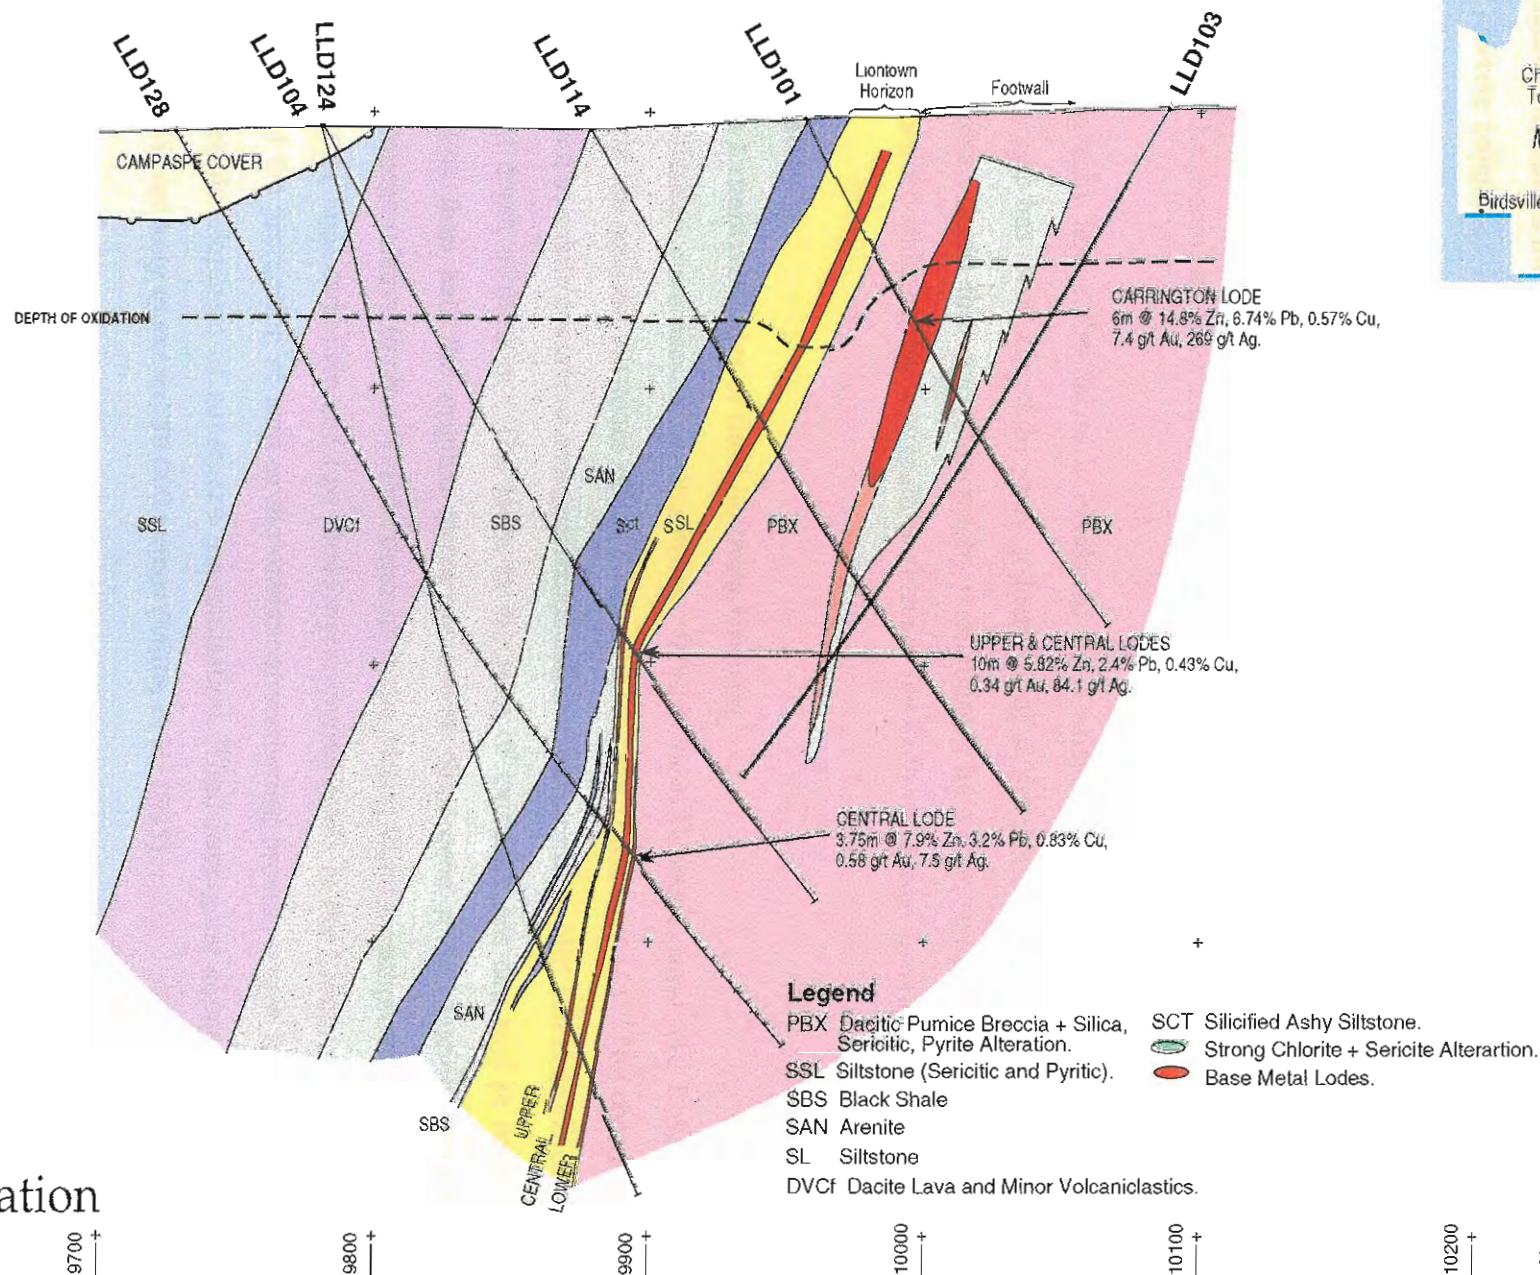 LLD128
LLD104
LLD124
LLD114
LLD101
Liontown
Horizon
Footwall
LLD103
CAMPASPE COVER
Birdsville
DEPTH OF OXIDATION
CARRINGTON LODE
6m @ 14.8% Zn, 6.74% Pb, 0.57% Cu,
7.4 g/t Au, 269 g/t Ag.
SAN
SSL
DVCf
SBS
Sct
SSL
PBX
PBX
UPPER & CENTRAL LODES
10m @ 5.82% Zn, 2.4% Pb, 0.43% Cu,
0.34 g/t Au, 84.1 g/t Ag.
CENTRAL LODE
3.75m @ 7.9% Zn, 3.2% Pb, 0.83% Cu,
0.58 g/t Au, 7.5 g/t Ag.
SAN
SBS
UPPER
CENTRAL
LOWER
Legend
PBX Dacitic Pumice Breccia + Silica,
Sericitic, Pyrite Alteration.
SSL Siltstone (Sericitic and Pyritic).
SBS Black Shale
SAN Arenite
SL Siltstone
DVCf Dacite Lava and Minor Volcaniclastics.
SCT Silicified Ashy Siltstone.
Strong Chlorite + Sericite Alterartion.
Base Metal Lodes.
ation
9700
9800
9900
10000
10100
10200